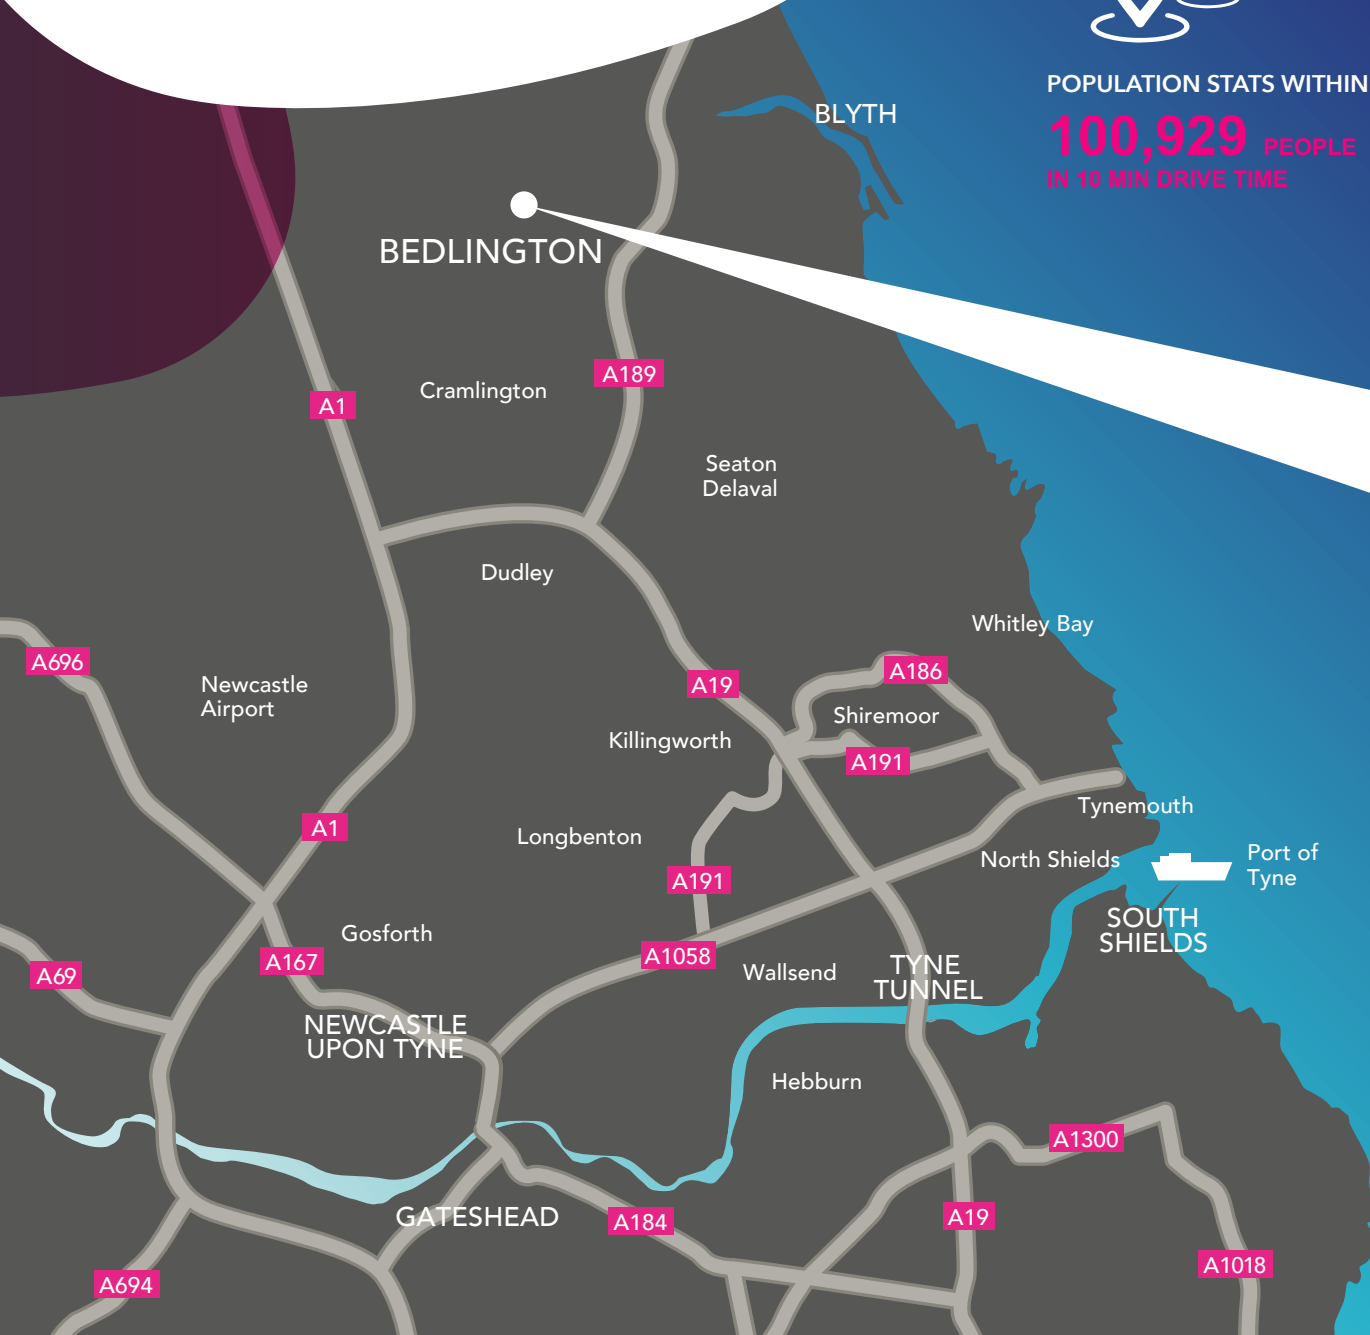 POPULATION STATS WITHIN
100,929 PEOPLE
IN 10 MIN DRIVE TIME
BLYTH
BEDLINGTON
A189
Cramlington
A1
Seaton
Delaval
Dudley
Whitley Bay
A696
A186
Newcastle
Airport
A19
Shiremoor
Killingworth
A191
Tynemouth
A1
Longbenton
North Shields
Port of
Tyne
A191
SOUTH
SHIELDS
Gosforth
A1058
A167
A69
Wallsend
TYNE
TUNNEL
NEWCASTLE
UPON TYNE
Hebburn
A1300
GATESHEAD
A184
A19
A1018
A694